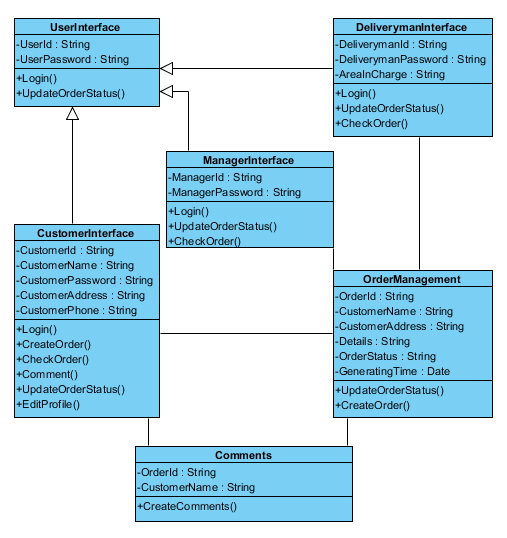 UserInterface
-UserId : String
-UserPassword : String
+Login()
+UpdateOrderStatus()
DeliverymanInterface
-DeliverymanId : String
-DeliverymanPassword : String
-AreaInCharge : String
+Login()
+UpdateOrderStatus()
+CheckOrder()
ManagerInterface
-ManagerId : String
-ManagerPassword : String
+Login()
+UpdateOrderStatus()
+CheckOrder()
CustomerInterface
-CustomerId : String
-CustomerName : String
-CustomerPassword : String
-CustomerAddress : String
-CustomerPhone : String
+Login()
+CreateOrder()
+CheckOrder()
+Comment()
+UpdateOrderStatus()
+EditProfile()
OrderManagement
-OrderId : String
-CustomerName : String
-CustomerAddress : String
-Details : String
-OrderStatus : String
-GeneratingTime : Date
+UpdateOrderStatus()
+CreateOrder()
Comments
-OrderId : String
-CustomerName : String
+CreateComments()